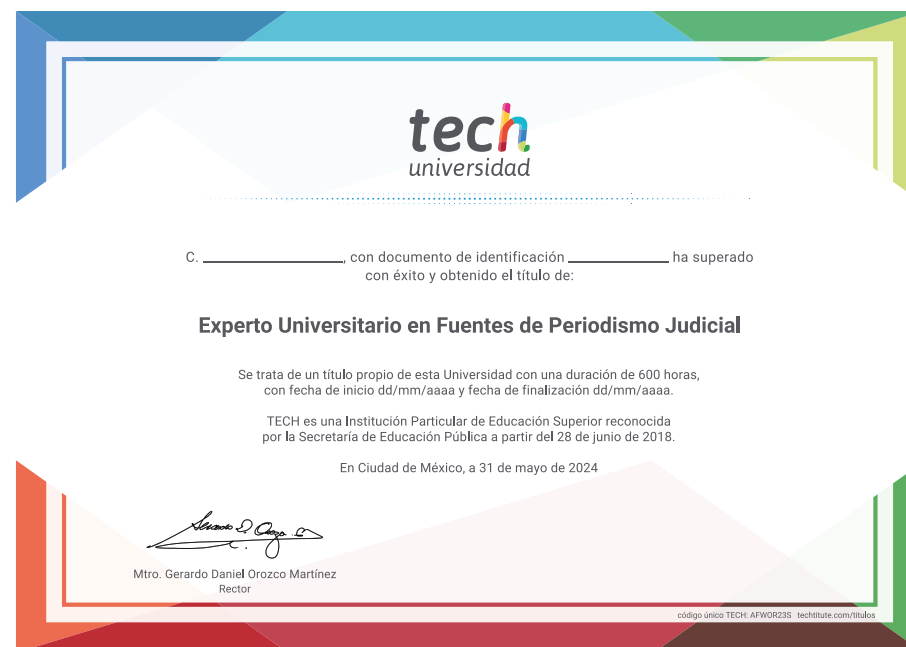 tech
universidad
C. ____________, con documento de identificación ____________ ha superado
con éxito y obtenido el título de:
Experto Universitario en Fuentes de Periodismo Judicial
Se trata de un título propio de esta Universidad con una duración de 600 horas,
con fecha de inicio dd/mm/aaaa y fecha de finalización dd/mm/aaaa.
TECH es una Institución Particular de Educación Superior reconocida
por la Secretaría de Educación Pública a partir del 28 de junio de 2018.
En Ciudad de México, a 31 de mayo de 2024
Mtro. Gerardo Daniel Orozco Martínez
Rector
código único TECH: AFWOR23S techtitute.com/titulos